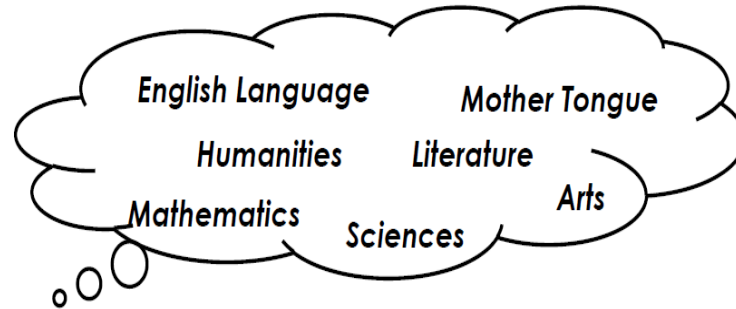 English Language
Mother Tongue
Humanities
Literature
Arts
Mathematics
Sciences